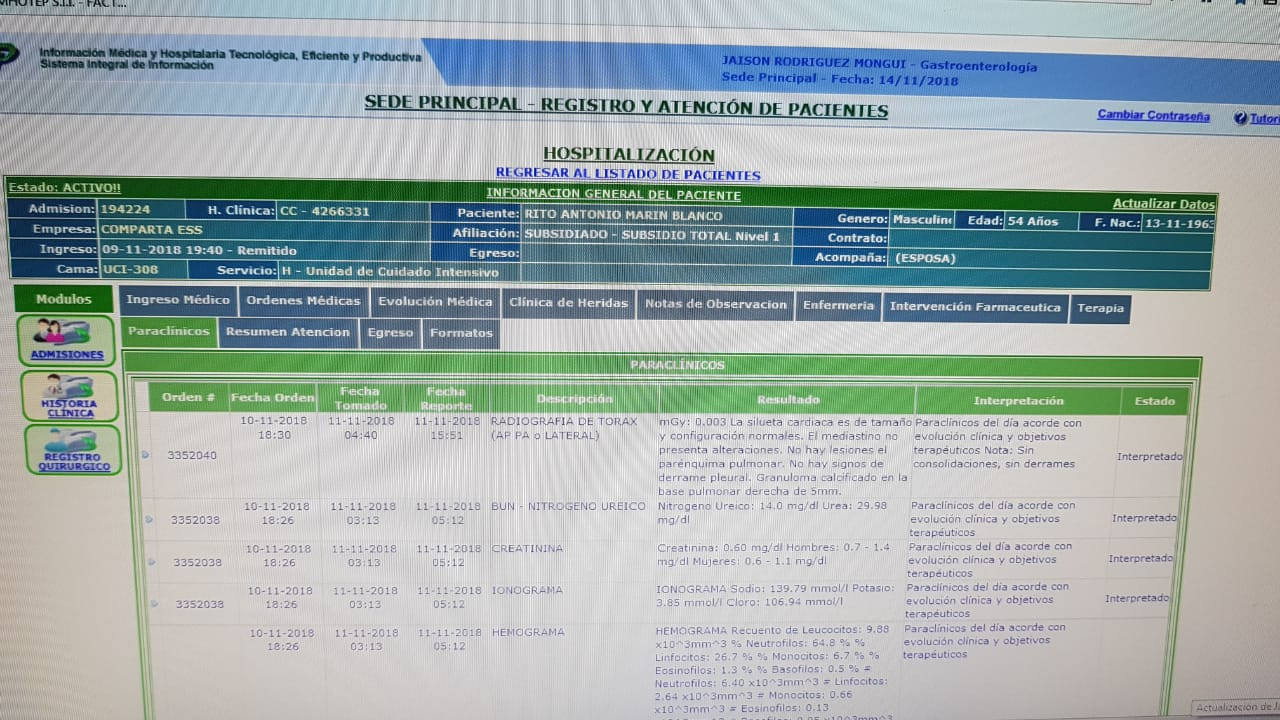 Información Médica y Hospitalaria Tecnológica, Eficiente y Productiva
Sistema Integral de Información
JAISON RODRIGUEZ MONGUI - Gastroenterología
Sede Principal - Fecha: 14/11/2018
SEDE PRINCIPAL - REGISTRO Y ATENCIÓN DE PACIENTES
Cambiar Contraseña
HOSPITALIZACIÓN
REGRESAR AL LISTADO DE PACIENTES
Estado: ACTIVO!!
INFORMACION GENERAL DEL PACIENTE
Actualizar Datos
Admision: 194224 H. Clínica: CC - 4266331 Paciente: RITO ANTONIO MARIN BLANCO Genero: Masculino Edad: 54 Años F. Nac.: 13-11-1963
Empresa: COMPARTA ESS Afiliación: SUBSIDIADO - SUBSIDIO TOTAL Nivel 1 Contrato:
Ingreso: 09-11-2018 19:40 - Remitido Egreso: Acompaña: (ESPOSA)
Cama: UCI-308 Servicio: H - Unidad de Cuidado Intensivo
Modulos
ADMISIONES
HISTORIA
CLINICA
REGISTRO
QUIRURGICO
Ingreso Médico Ordenes Médicas Evolución Médica Clínica de Heridas Notas de Observacion Enfermeria Intervención Farmaceutica Terapia
Paraclínicos Resumen Atencion Egreso Formatos
PARACLÍNICOS
Orden # Fecha Orden Fecha Tomado Fecha Reporte Descripción Resultado Interpretación Estado
3352040
10-11-2018
18:30
11-11-2018
04:40
11-11-2018
15:51
RADIOGRAFIA DE TORAX
(AP PA o LATERAL)
mGy: 0.003 La silueta cardiaca es de tamaño
y configuración normales. El mediastino no
presenta alteraciones. No hay lesiones el
parénquima pulmonar. No hay signos de
derrame pleural. Granuloma calcificado en la
base pulmonar derecha de 5mm.
Paraclínicos del día acorde con
evolución clínica y objetivos
terapéuticos Nota: Sin
consolidaciones, sin derrames
Interpretado
3352038
10-11-2018
18:26
11-11-2018
03:13
11-11-2018
05:12
BUN - NITROGENO UREICO
Nitrogeno Ureico: 14.0 mg/dl Urea: 29.98
mg/dl
Paraclínicos del día acorde con
evolución clínica y objetivos
terapéuticos
Interpretado
3352038
10-11-2018
18:26
11-11-2018
03:13
11-11-2018
05:12
CREATININA
Creatinina: 0.60 mg/dl Hombres: 0.7 - 1.4
mg/dl Mujeres: 0.6 - 1.1 mg/dl
Paraclínicos del día acorde con
evolución clínica y objetivos
terapéuticos
Interpretado
3352038
10-11-2018
18:26
11-11-2018
03:13
11-11-2018
05:12
IONOGRAMA
IONOGRAMA Sodio: 139.79 mmol/l Potasio:
3.85 mmol/l Cloro: 106.94 mmol/l
Paraclínicos del día acorde con
evolución clínica y objetivos
terapéuticos
Interpretado
10-11-2018
18:26
11-11-2018
03:13
11-11-2018
05:12
HEMOGRAMA
HEMOGRAMA Recuento de Leucocitos: 9.88
x10^3mm^3 % Neutrofilos: 64.8 % %
Linfocitos: 26.7 % % Monocitos: 6.7 % %
Eosinofilos: 1.3 % % Basofilos: 0.5 % #
Neutrofilos: 6.40 x10^3mm^3 # Linfocitos:
2.64 x10^3mm^3 # Monocitos: 0.66
x10^3mm^3 # Eosinofilos: 0.13
Paraclínicos del día acorde con
evolución clínica y objetivos
terapéuticos
Actualización de